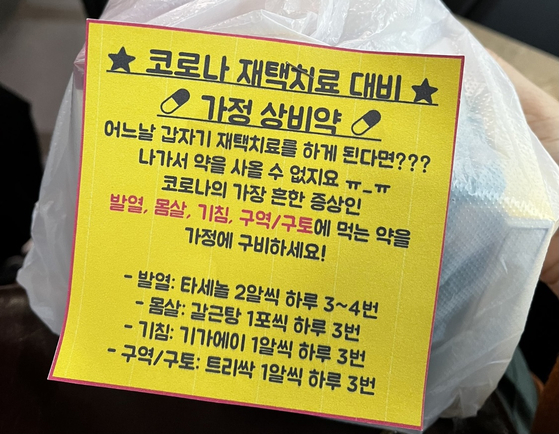 ★ 코로나 재택치료 대비 ★
가정 상비약
어느날 갑자기 재택치료를 하게 된다면???
나가서 약을 사올 수 없지요 ㅠ_ㅠ
코로나의 가장 흔한 증상인
발열, 몸살, 기침, 구역/구토에 먹는 약을
가정에 구비하세요!
- 발열: 타세놀 2알씩 하루 3~4번
- 몸살: 갈근탕 1포씩 하루 3번
- 기침: 기가에이 1알씩 하루 3번
- 구역/구토: 트리싹 1알씩 하루 3번